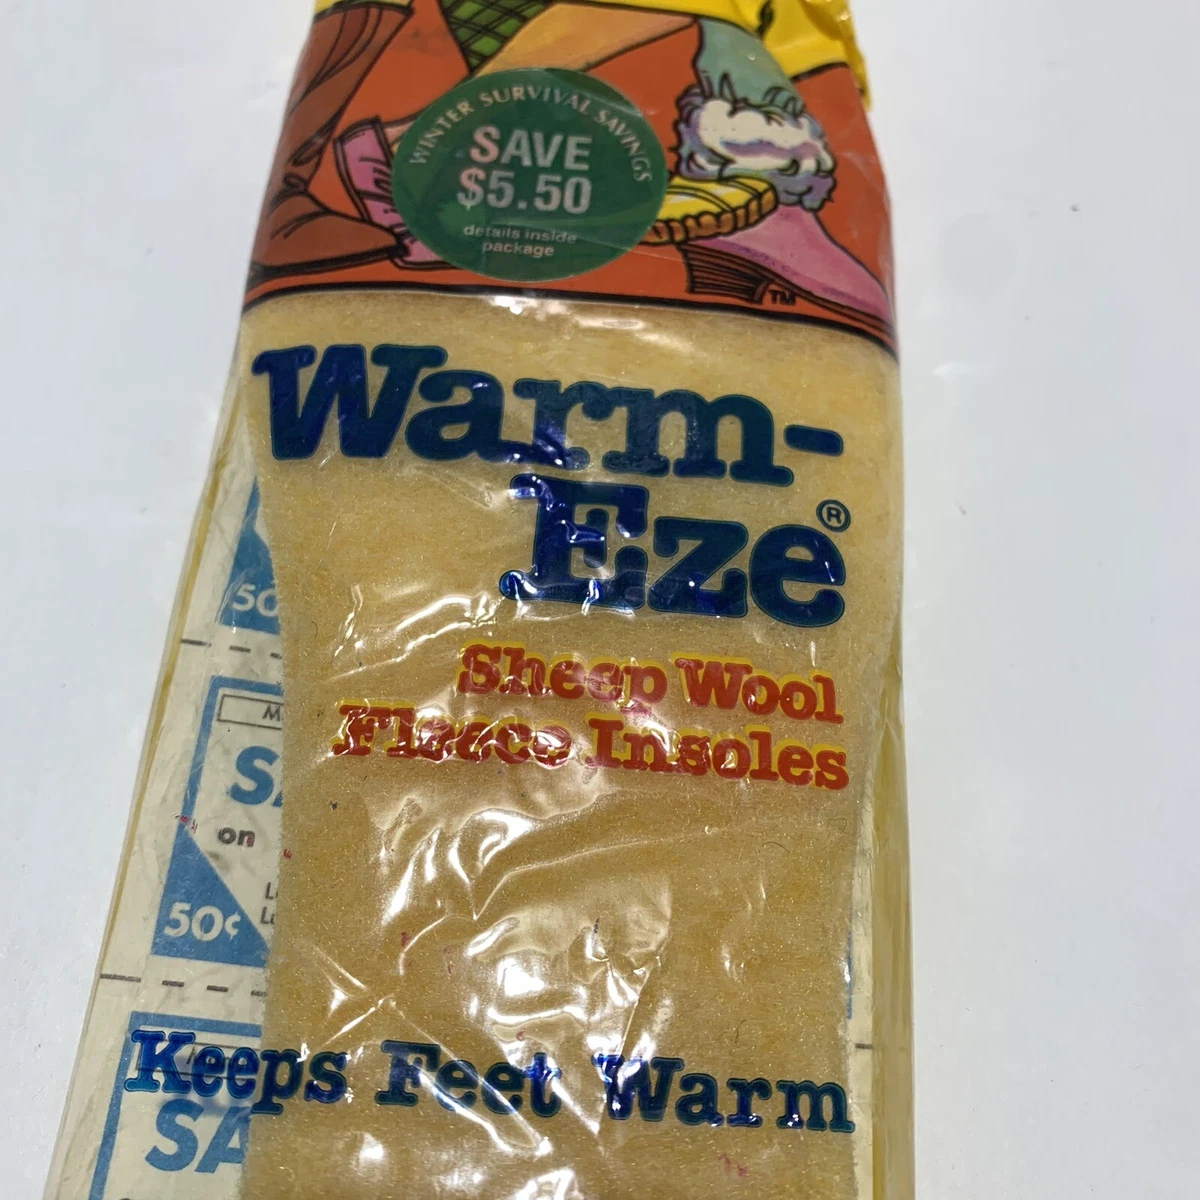 WINTER SURVIVAL SAVINGS
SAVE
$5.50
details inside
package
TM
Warm-
Eze®
Sheep Wool
Fleece Insoles
50
on
50¢
Keeps Feet Warm
SA